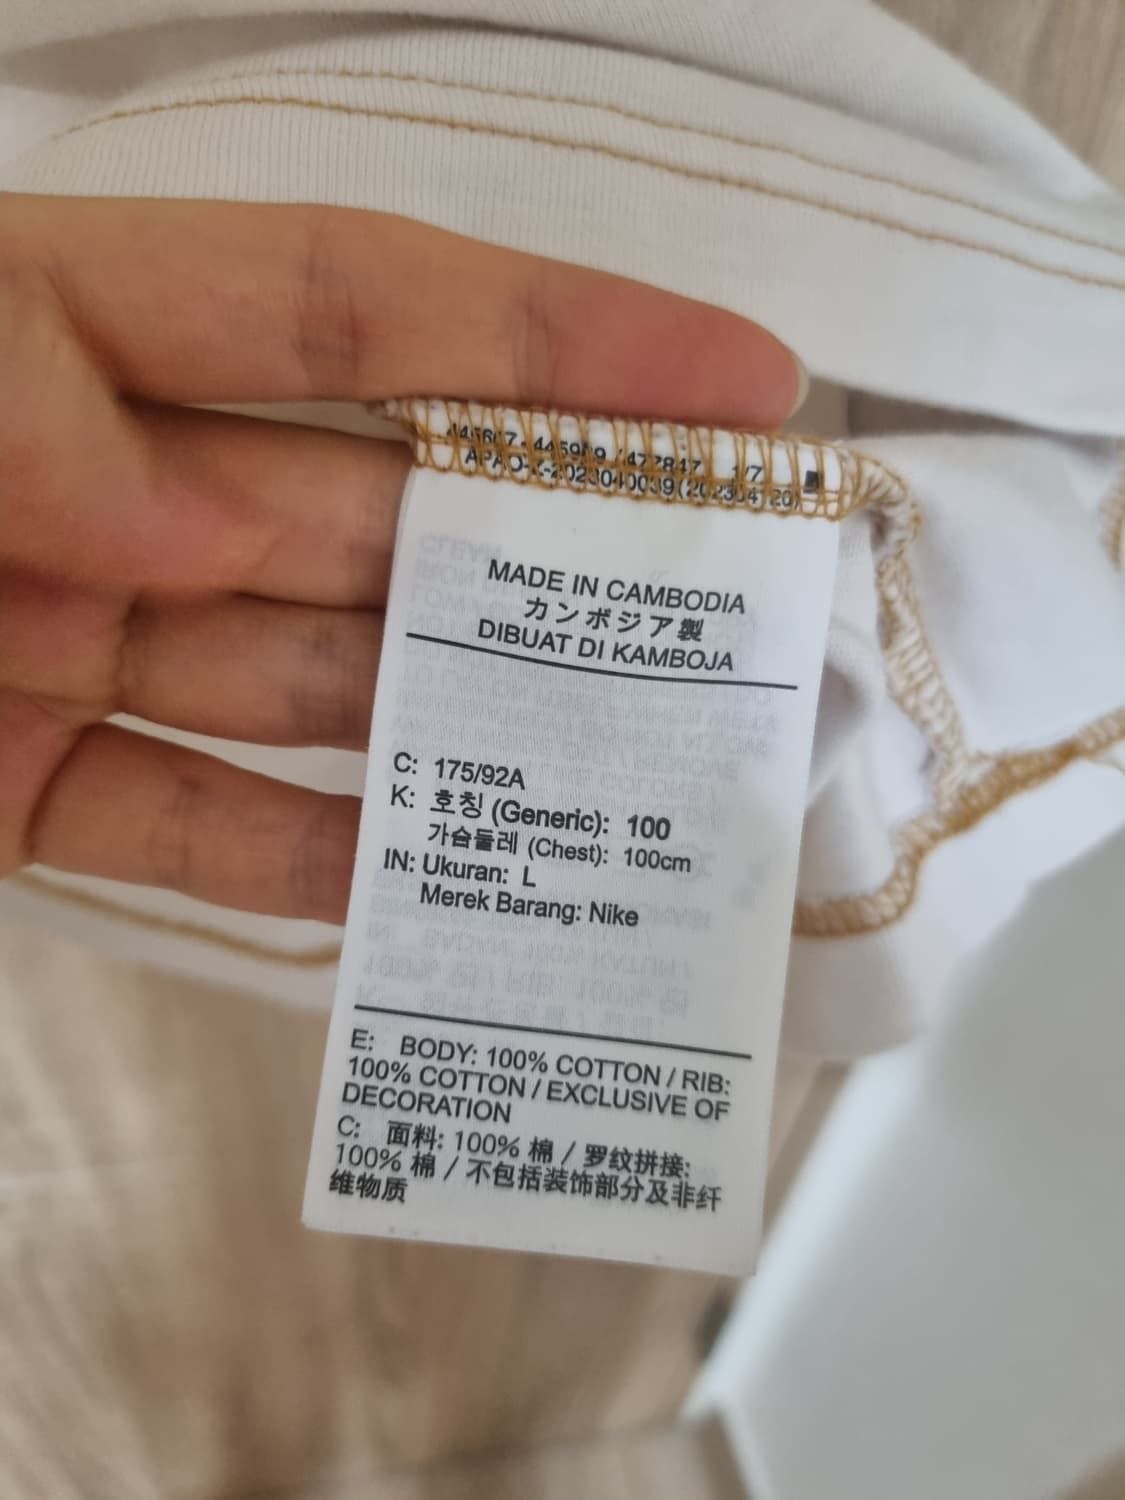 APAO-K-2023040039(20230420)
MADE IN CAMBODIA
カンボジア製
DIBUAT DI KAMBOJA
C: 175/92A
K: 호칭 (Generic): 100
가슴둘레 (Chest): 100cm
IN: Ukuran: L
Merek Barang: Nike
E: BODY: 100% COTTON / RIB:
100% COTTON / EXCLUSIVE OF
DECORATION
C: 面料: 100% 棉 / 罗纹拼接:
100% 棉 / 不包括装饰部分及非纤
维物质